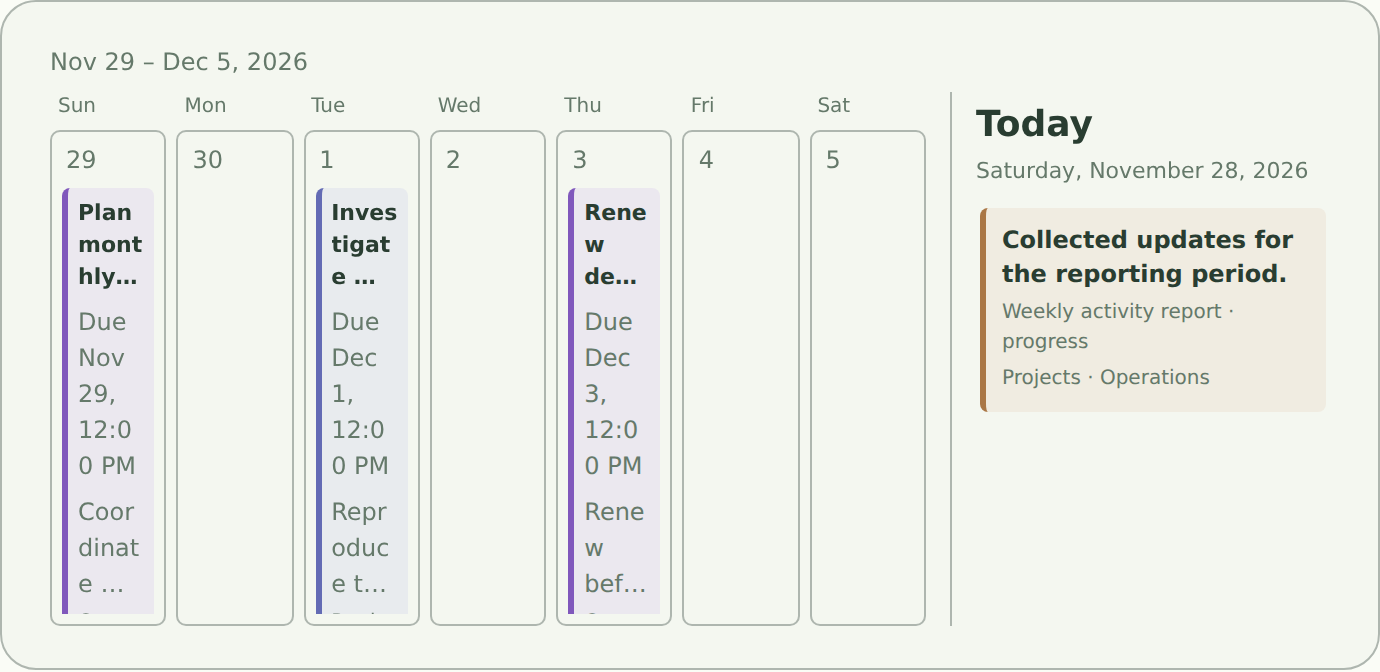 Nov 29 – Dec 5, 2026
Sun
Mon
Tue
Wed
Thu
Fri
Sat
29
Plan
mont
hly…
Due
Nov
29,
12:0
0 PM
Coor
dinat
e …
30
1
Inves
tigat
e …
Due
Dec
1,
12:0
0 PM
Repr
oduc
e t…
2
3
Rene
w
de…
Due
Dec
3,
12:0
0 PM
Rene
w
bef…
4
5
Today
Saturday, November 28, 2026
Collected updates for
the reporting period.
Weekly activity report ·
progress
Projects · Operations